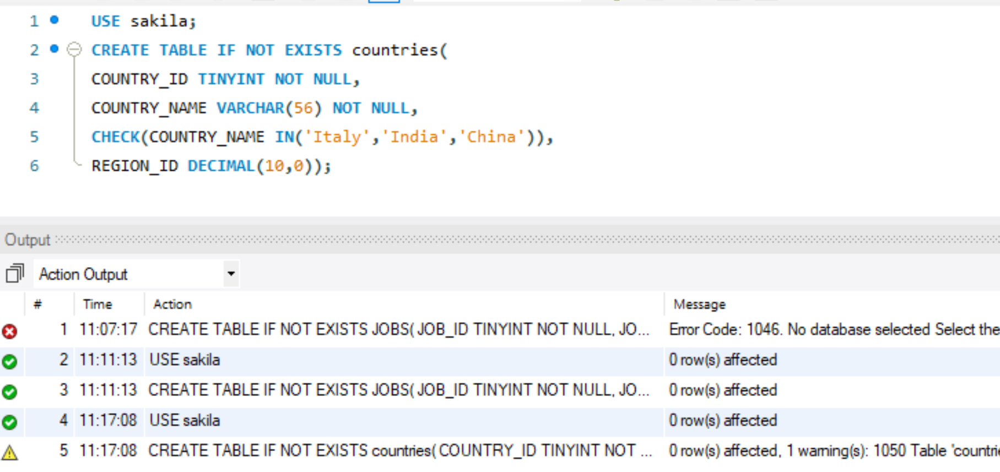 1 USE sakila;
2 CREATE TABLE IF NOT EXISTS countries(
3 COUNTRY_ID TINYINT NOT NULL,
4 COUNTRY_NAME VARCHAR(56) NOT NULL,
5 CHECK(COUNTRY_NAME IN('Italy','India','China')),
6 REGION_ID DECIMAL(10,0));
Output
Action Output
# Time Action Message
1 11:07:17 CREATE TABLE IF NOT EXISTS JOBS( JOB_ID TINYINT NOT NULL, JO... Error Code: 1046. No database selected Select the
2 11:11:13 USE sakila 0 row(s) affected
3 11:11:13 CREATE TABLE IF NOT EXISTS JOBS( JOB_ID TINYINT NOT NULL, JO... 0 row(s) affected
4 11:17:08 USE sakila 0 row(s) affected
5 11:17:08 CREATE TABLE IF NOT EXISTS countries( COUNTRY_ID TINYINT NOT ... 0 row(s) affected, 1 warning(s): 1050 Table